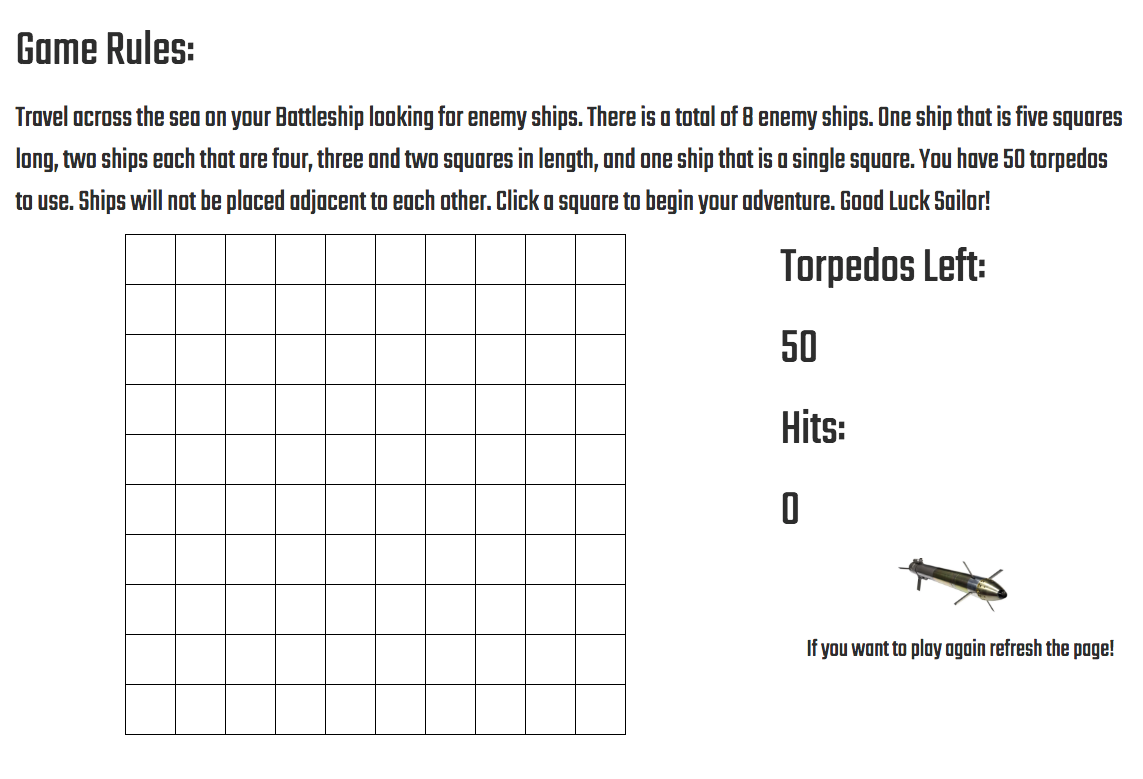 Game Rules:
Travel across the sea on your Battleship looking for enemy ships. There is a total of 8 enemy ships. One ship that is five squares
long, two ships each that are four, three and two squares in length, and one ship that is a single square. You have 50 torpedos
to use. Ships will not be placed adjacent to each other. Click a square to begin your adventure. Good Luck Sailor!
Torpedos Left:
50
Hits:
0
If you want to play again refresh the page!